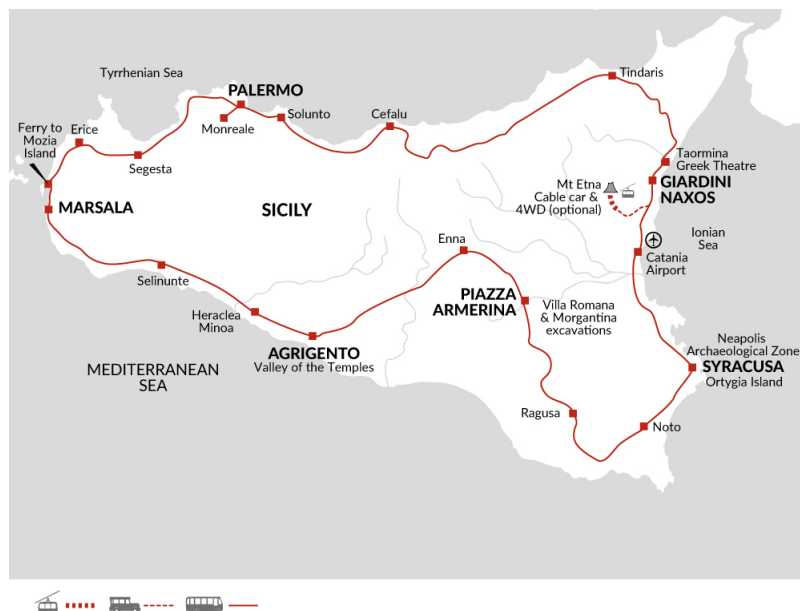 Tyrrhenian Sea
Tindaris
PALERMO
Solunto
Cefalu
Monreale
Ferry to
Mozia
Island
Erice
Segesta
Taormina
Greek Theatre
GIARDINI
NAXOS
Mt Etna
Cable car &
4WD (optional)
MARSALA
SICILY
Ionian
Sea
Enna
Catania
Airport
Selinunte
PIAZZA
ARMERINA
Villa Romana
& Morgantina
excavations
Heraclea
Minoa
AGRIGENTO
Valley of the Temples
Neapolis
Archaeological Zone
SYRACUSA
Ortygia Island
MEDITERRANEAN
SEA
Ragusa
Noto